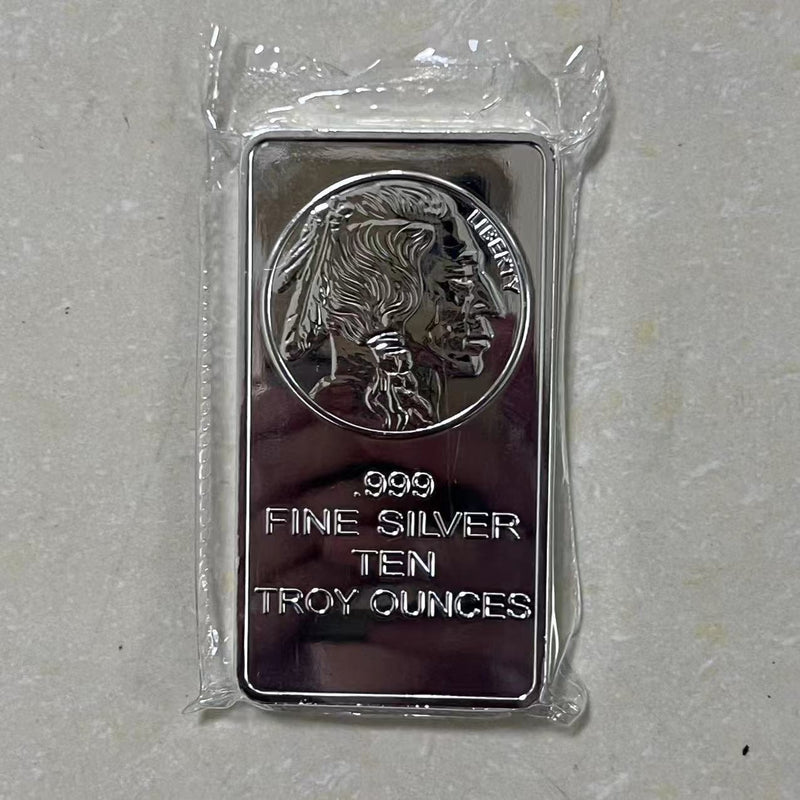 LIBERTY
.999
FINE SILVER
TEN
TROY OUNCES